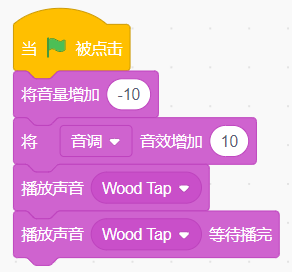 当 被点击
将音量增加 -10
将 音调 音效增加 10
播放声音 Wood Tap
播放声音 Wood Tap 等待播完